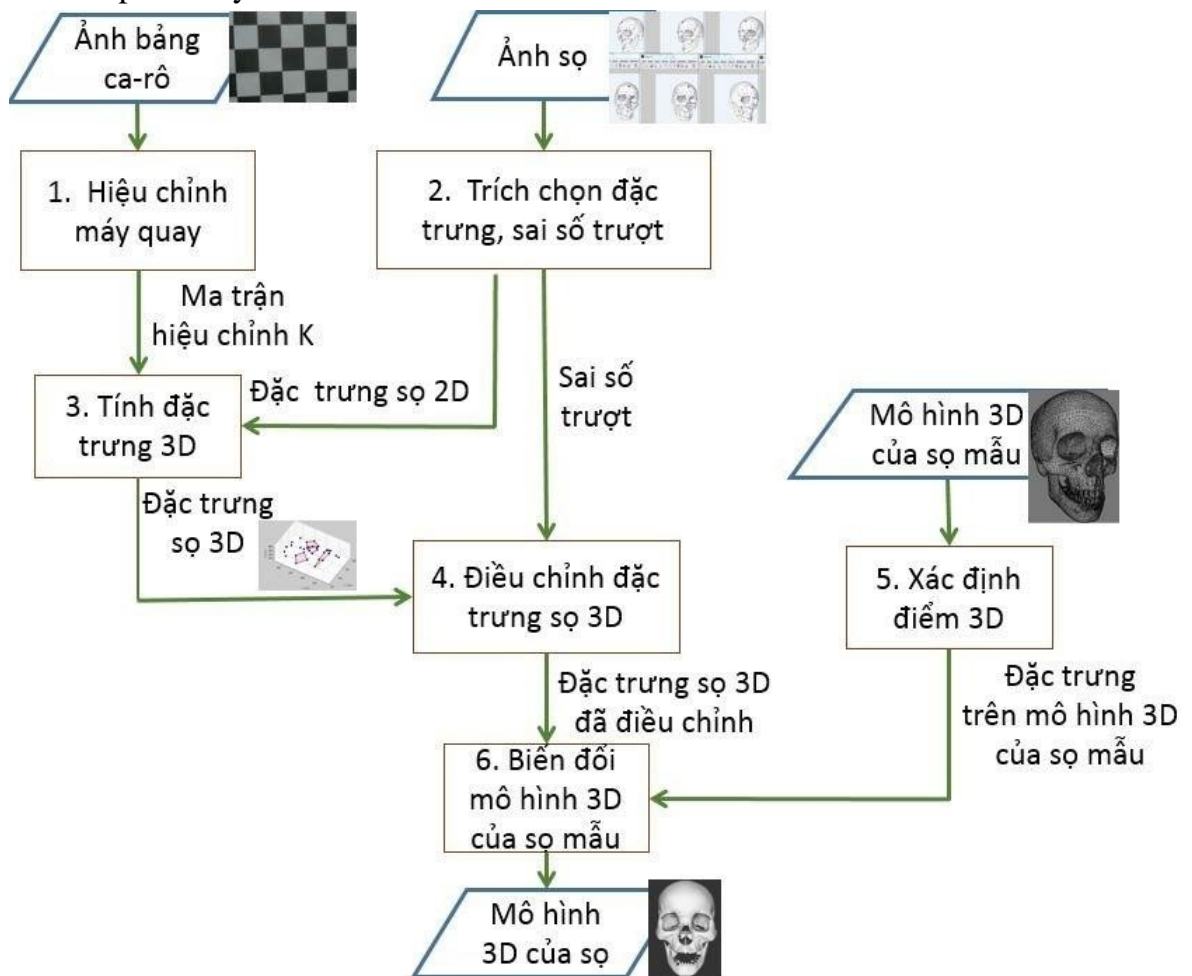 Ảnh bảng
ca-rô
Ảnh sọ
1. Hiệu chỉnh
máy quay
2. Trích chọn đặc
trưng, sai số trượt
Ma trận
hiệu chỉnh K
Đặc trưng sọ 2D
Sai số
trượt
3. Tính đặc
trưng 3D
Mô hình 3D
của sọ mẫu
Đặc trưng
sọ 3D
4. Điều chỉnh đặc
trưng sọ 3D
5. Xác định
điểm 3D
Đặc trưng sọ 3D
đã điều chỉnh
Đặc trưng
trên mô hình 3D
của sọ mẫu
6. Biến đổi
mô hình 3D
của sọ mẫu
Mô hình
3D của sọ